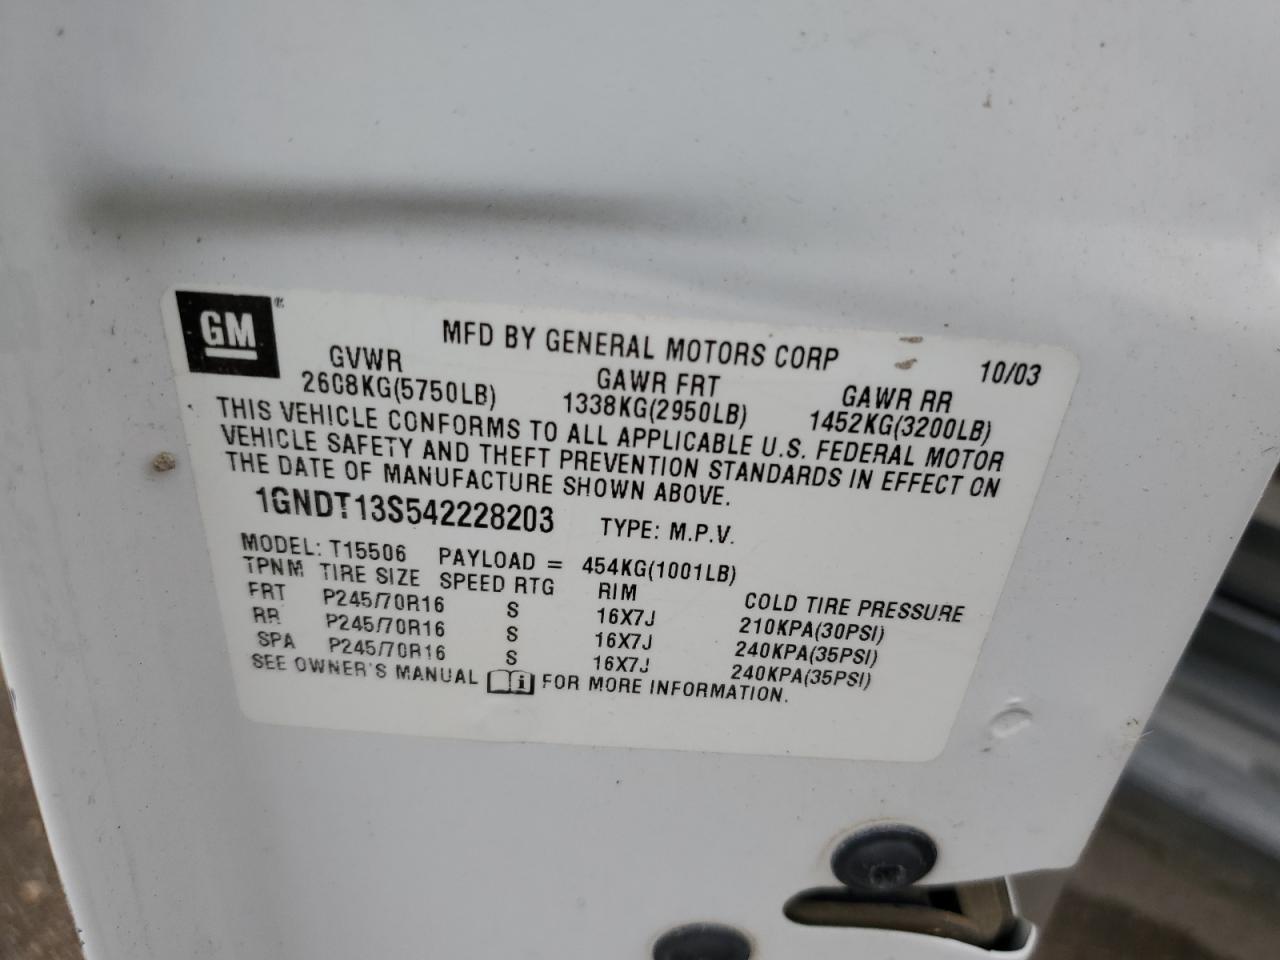 GM®
MFD BY GENERAL MOTORS CORP 10/03
GVWR GAWR FRT GAWR RR
2608KG(5750LB) 1338KG(2950LB) 1452KG(3200LB)
THIS VEHICLE CONFORMS TO ALL APPLICABLE U.S. FEDERAL MOTOR
VEHICLE SAFETY AND THEFT PREVENTION STANDARDS IN EFFECT ON
THE DATE OF MANUFACTURE SHOWN ABOVE.
1GNDT13S542228203 TYPE: M.P.V.
MODEL: T15506 PAYLOAD = 454KG(1001LB)
TPNM TIRE SIZE SPEED RTG RIM COLD TIRE PRESSURE
FRT P245/70R16 S 16X7J 210KPA(30PSI)
RR P245/70R16 S 16X7J 240KPA(35PSI)
SPA P245/70R16 S 16X7J 240KPA(35PSI)
SEE OWNER'S MANUAL i FOR MORE INFORMATION.